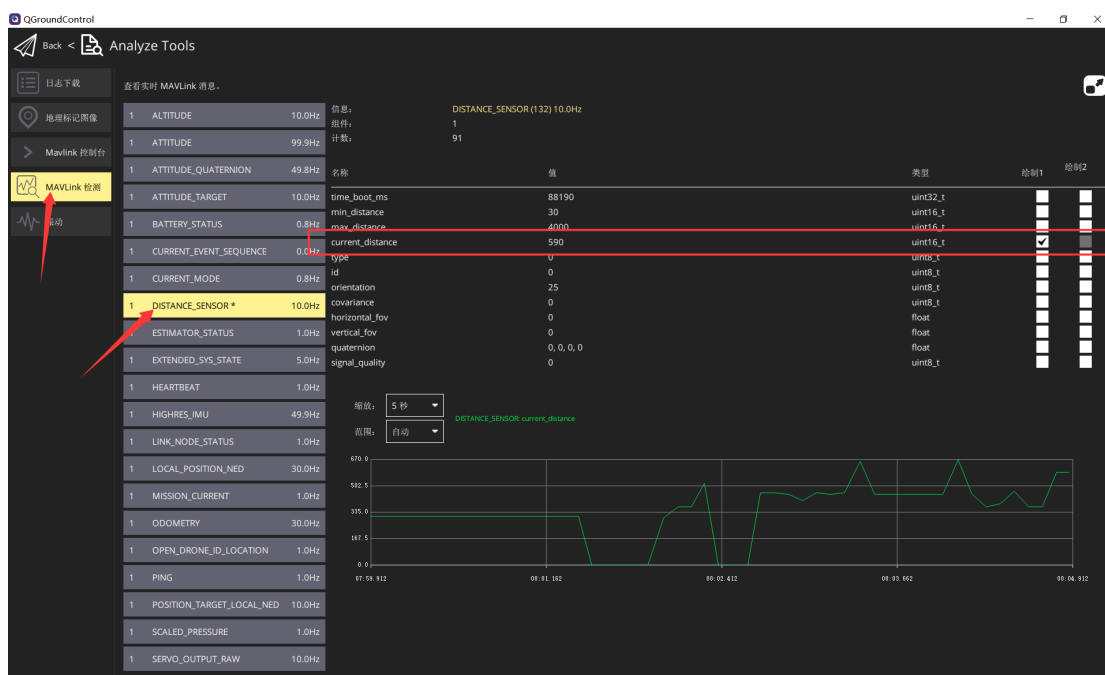 QGroundControl
Back < Analyze Tools
日志下载
地理标记图像
Mavlink 控制台
MAVLink 检测
振动
查看实时 MAVLink 消息。
1 ALTITUDE 10.0Hz
1 ATTITUDE 99.9Hz
1 ATTITUDE_QUATERNION 49.8Hz
1 ATTITUDE_TARGET 10.0Hz
1 BATTERY_STATUS 0.8Hz
1 CURRENT_EVENT_SEQUENCE 0.0Hz
1 CURRENT_MODE 0.8Hz
1 DISTANCE_SENSOR * 10.0Hz
1 ESTIMATOR_STATUS 1.0Hz
1 EXTENDED_SYS_STATE 5.0Hz
1 HEARTBEAT 1.0Hz
1 HIGHRES_IMU 49.9Hz
1 LINK_NODE_STATUS 1.0Hz
1 LOCAL_POSITION_NED 30.0Hz
1 MISSION_CURRENT 1.0Hz
1 ODOMETRY 30.0Hz
1 OPEN_DRONE_ID_LOCATION 1.0Hz
1 PING 1.0Hz
1 POSITION_TARGET_LOCAL_NED 10.0Hz
1 SCALED_PRESSURE 1.0Hz
1 SERVO_OUTPUT_RAW 10.0Hz
信息： DISTANCE_SENSOR (132) 10.0Hz
组件： 1
计数： 91
名称 值 类型 绘制1 绘制2
time_boot_ms 88190 uint32_t
min_distance 30 uint16_t
max_distance 4000 uint16_t
current_distance 590 uint16_t
type 0 uint8_t
id 0 uint8_t
orientation 25 uint8_t
covariance 0 uint8_t
horizontal_fov 0 float
vertical_fov 0 float
quaternion 0, 0, 0, 0 float
signal_quality 0 uint8_t
缩放： 5 秒
范围： 自动
DISTANCE_SENSOR: current_distance
670.0
502.5
335.0
167.5
0.0
07:59.912 08:01.162 08:02.412 08:03.662 08:04.912